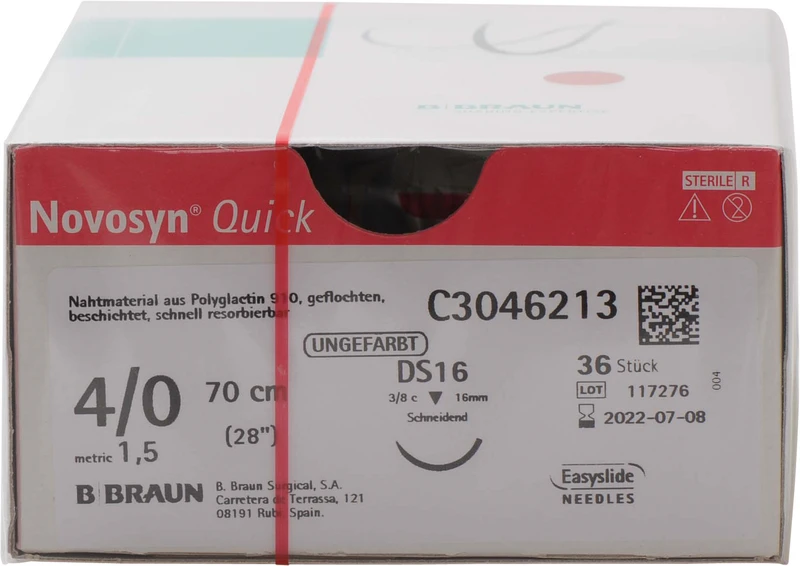 B BRAUN
STERILE R
Novosyn® Quick
Nahtmaterial aus Polyglactin 910, geflochten,
beschichtet, schnell resorbierbar
C3046213
UNGEFÄRBT
4/0 70 cm
(28")
metric 1,5
DS16
3/8 c 16mm
Schneidend
36 Stück
LOT 117276
2022-07-08
004
B BRAUN
B. Braun Surgical, S.A.
Carretera de Terrassa, 121
08191 Rubi, Spain.
Easyslide
NEEDLES